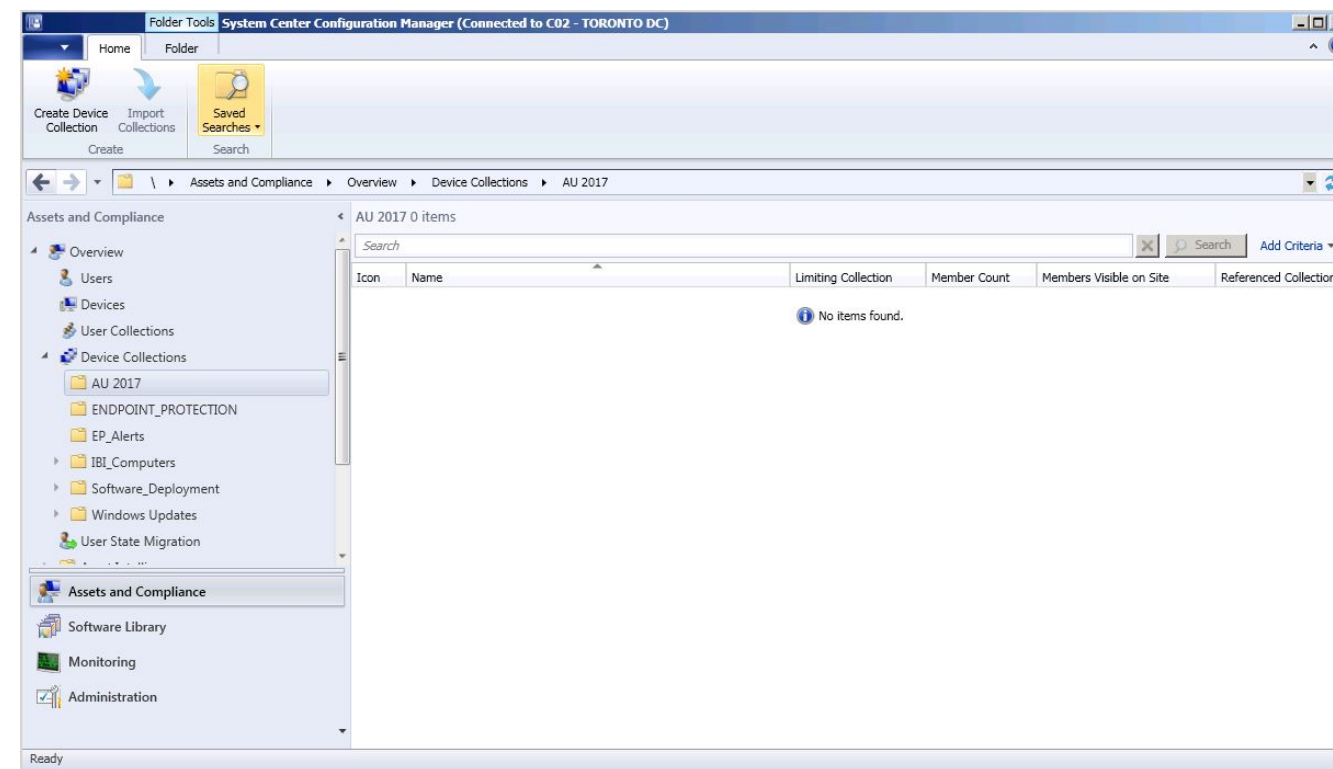 Folder Tools System Center Configuration Manager (Connected to C02 - TORONTO DC)
Home Folder
Create Device Collection
Import Collections
Saved Searches
Create
Search
\ Assets and Compliance Overview Device Collections AU 2017
Assets and Compliance
Overview
Users
Devices
User Collections
Device Collections
AU 2017
ENDPOINT_PROTECTION
EP_Alerts
IBI_Computers
Software_Deployment
Windows Updates
User State Migration
Assets and Compliance
Software Library
Monitoring
Administration
AU 2017 0 items
Search Search Add Criteria
Icon Name Limiting Collection Member Count Members Visible on Site Referenced Collection
No items found.
Ready